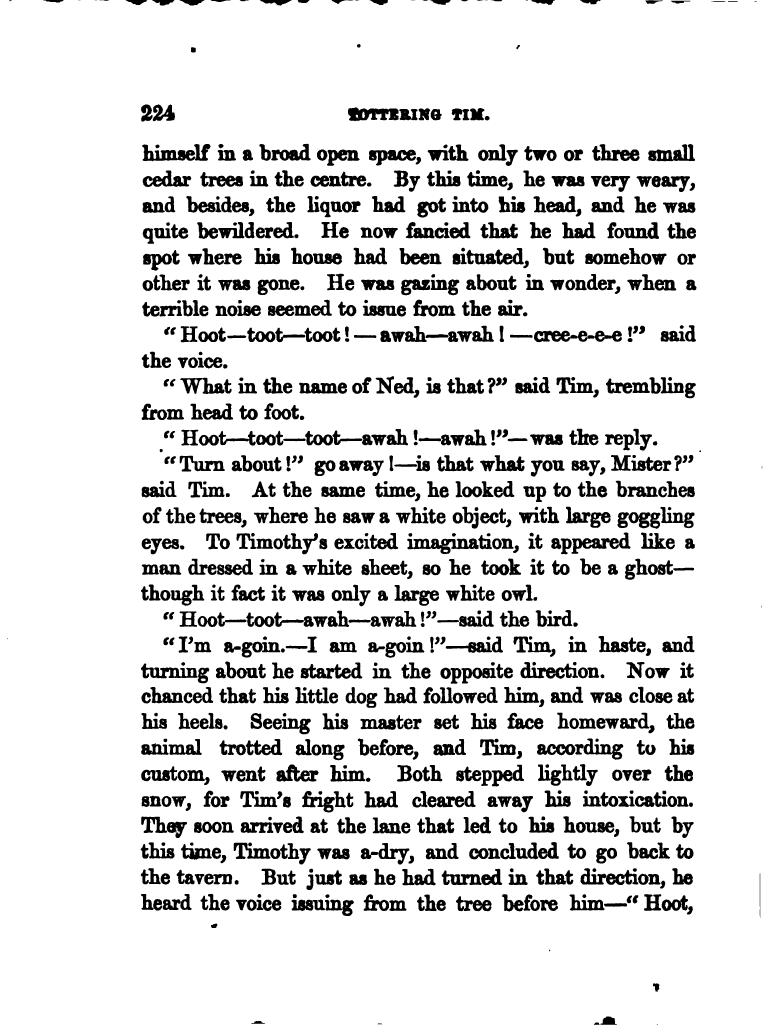 224 TOTTERING TIM.
himself in a broad open space, with only two or three small
cedar trees in the centre. By this time, he was very weary,
and besides, the liquor had got into his head, and he was
quite bewildered. He now fancied that he had found the
spot where his house had been situated, but somehow or
other it was gone. He was gazing about in wonder, when a
terrible noise seemed to issue from the air.
“ Hoot—toot—toot ! — awah—awah ! —cree-e-e-e !” said
the voice.
“ What in the name of Ned, is that ?” said Tim, trembling
from head to foot.
“ Hoot—toot—toot—awah !—awah !”— was the reply.
“ Turn about !” go away !—is that what you say, Mister ?”
said Tim. At the same time, he looked up to the branches
of the trees, where he saw a white object, with large goggling
eyes. To Timothy’s excited imagination, it appeared like a
man dressed in a white sheet, so he took it to be a ghost—
though it fact it was only a large white owl.
“ Hoot—toot—awah—awah !”—said the bird.
“ I’m a-goin.—I am a-goin !”—said Tim, in haste, and
turning about he started in the opposite direction. Now it
chanced that his little dog had followed him, and was close at
his heels. Seeing his master set his face homeward, the
animal trotted along before, and Tim, according to his
custom, went after him. Both stepped lightly over the
snow, for Tim’s fright had cleared away his intoxication.
They soon arrived at the lane that led to his house, but by
this time, Timothy was a-dry, and concluded to go back to
the tavern. But just as he had turned in that direction, he
heard the voice issuing from the tree before him—“ Hoot,